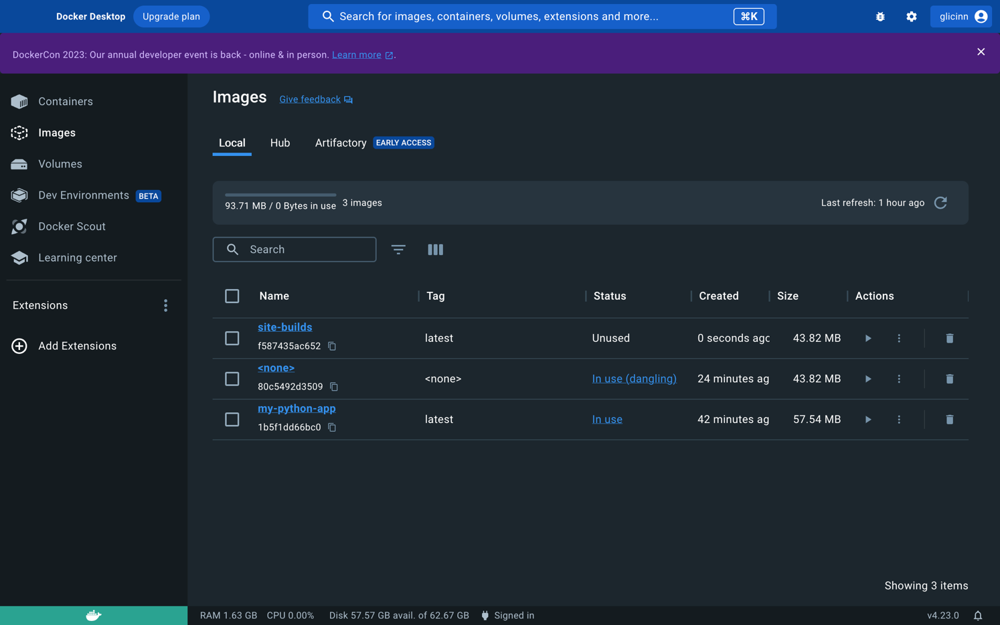 Docker Desktop
Upgrade plan
Search for images, containers, volumes, extensions and more...
⌘K
glicinn
DockerCon 2023: Our annual developer event is back - online & in person. Learn more .
Containers
Images
Volumes
Dev Environments BETA
Docker Scout
Learning center
Extensions
Add Extensions
Images
Give feedback
Local
Hub
Artifactory EARLY ACCESS
93.71 MB / 0 Bytes in use
3 images
Last refresh: 1 hour ago
Search
Name Tag Status Created Size Actions
site-builds
f587435ac652
latest
Unused
0 seconds agc
43.82 MB
<none>
80c5492d3509
<none>
In use (dangling)
24 minutes ag
43.82 MB
my-python-app
1b5f1dd66bc0
latest
In use
42 minutes ag
57.54 MB
Showing 3 items
RAM 1.63 GB CPU 0.00% Disk 57.57 GB avail. of 62.67 GB Signed in
v4.23.0